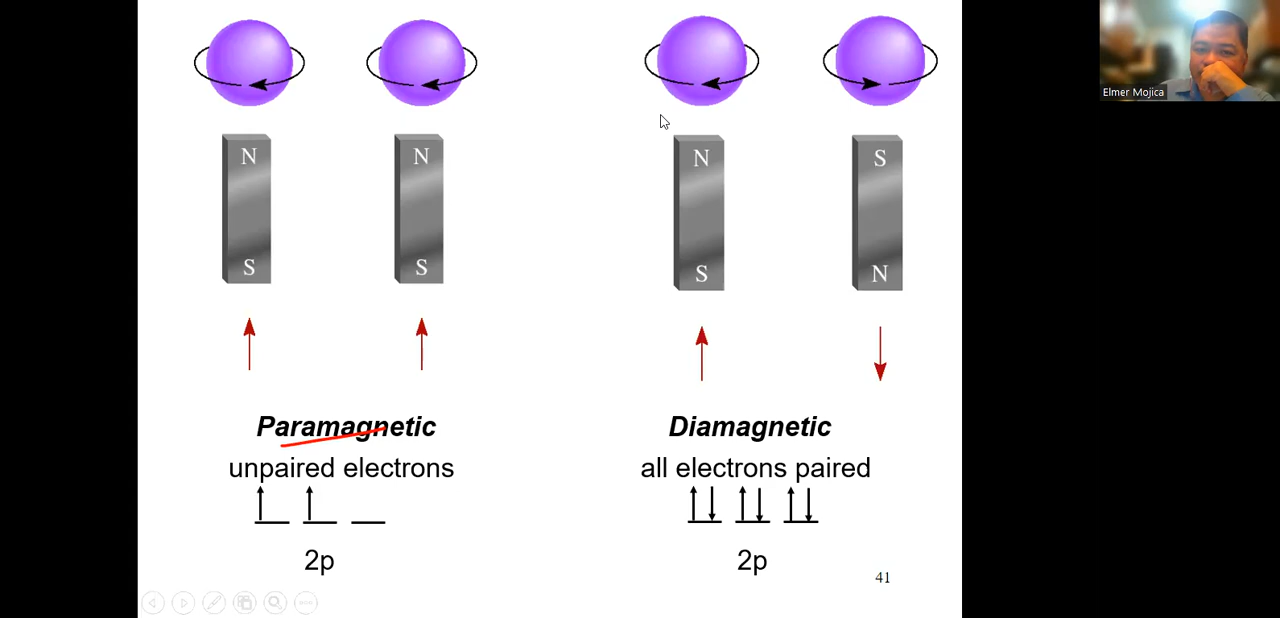 Elmer Mojica
N
N
N
S
S
S
S
N
Paramagnetic
Diamagnetic
unpaired electrons
all electrons paired
2p
2p
41